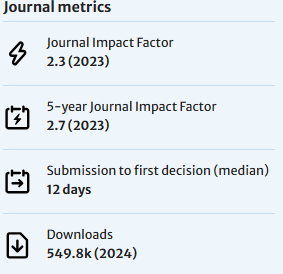 Journal metrics
Journal Impact Factor
2.3 (2023)
5-year Journal Impact Factor
2.7 (2023)
Submission to first decision (median)
12 days
Downloads
549.8k (2024)